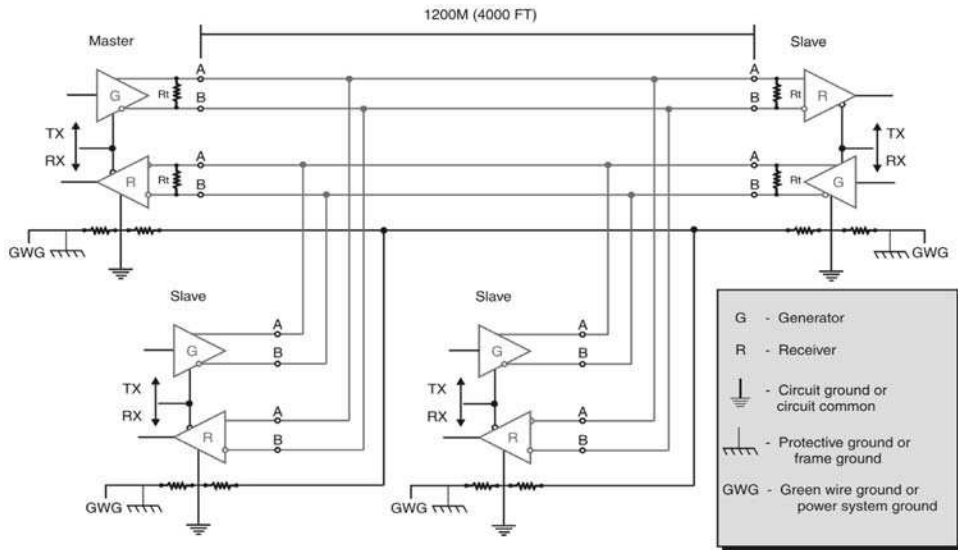 1200M (4000 FT)
Master
Slave
A
A
G
Rt
Rt
R
B
B
TX
TX
RX
RX
A
A
R
Rt
Rt
G
B
B
GWG
GWG
Slave
Slave
A
A
G
G
B
B
TX
TX
RX
RX
A
A
R
R
B
B
GWG
GWG
G - Generator
R - Receiver
- Circuit ground or
circuit common
- Protective ground or
frame ground
GWG - Green wire ground or
power system ground